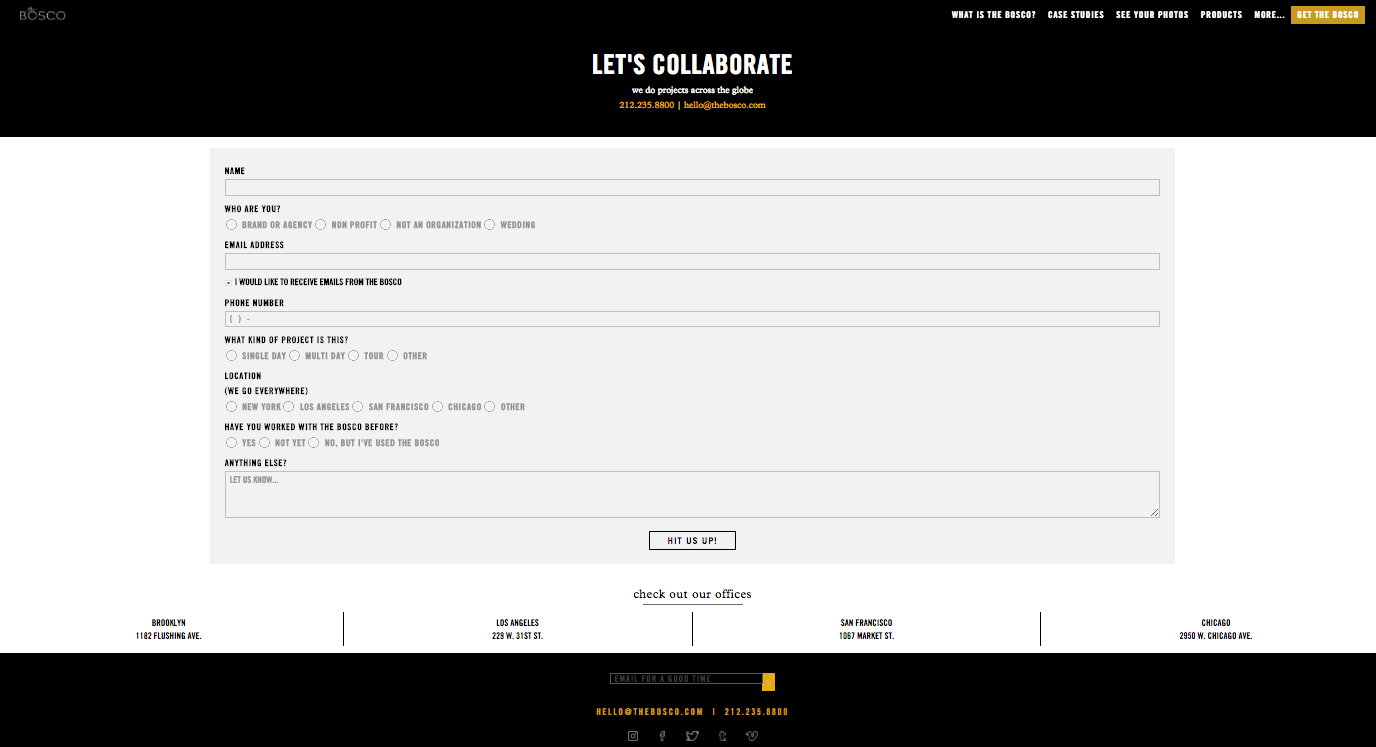 THE BOSCO
WHAT IS THE BOSCO? CASE STUDIES SEE YOUR PHOTOS PRODUCTS MORE... GET THE BOSCO
LET'S COLLABORATE
we do projects across the globe
212.235.8800 | hello@thebosco.com
NAME
WHO ARE YOU?
BRAND OR AGENCY NON PROFIT NOT AN ORGANIZATION WEDDING
EMAIL ADDRESS
I WOULD LIKE TO RECEIVE EMAILS FROM THE BOSCO
PHONE NUMBER
( ) -
WHAT KIND OF PROJECT IS THIS?
SINGLE DAY MULTI DAY TOUR OTHER
LOCATION
(WE GO EVERYWHERE)
NEW YORK LOS ANGELES SAN FRANCISCO CHICAGO OTHER
HAVE YOU WORKED WITH THE BOSCO BEFORE?
YES NOT YET NO, BUT I'VE USED THE BOSCO
ANYTHING ELSE?
LET US KNOW...
HIT US UP!
check out our offices
BROOKLYN LOS ANGELES SAN FRANCISCO CHICAGO
1182 FLUSHING AVE. 229 W. 31ST ST. 1067 MARKET ST. 2950 W. CHICAGO AVE.
EMAIL FOR A GOOD TIME
HELLO@THEBOSCO.COM | 212.235.8800